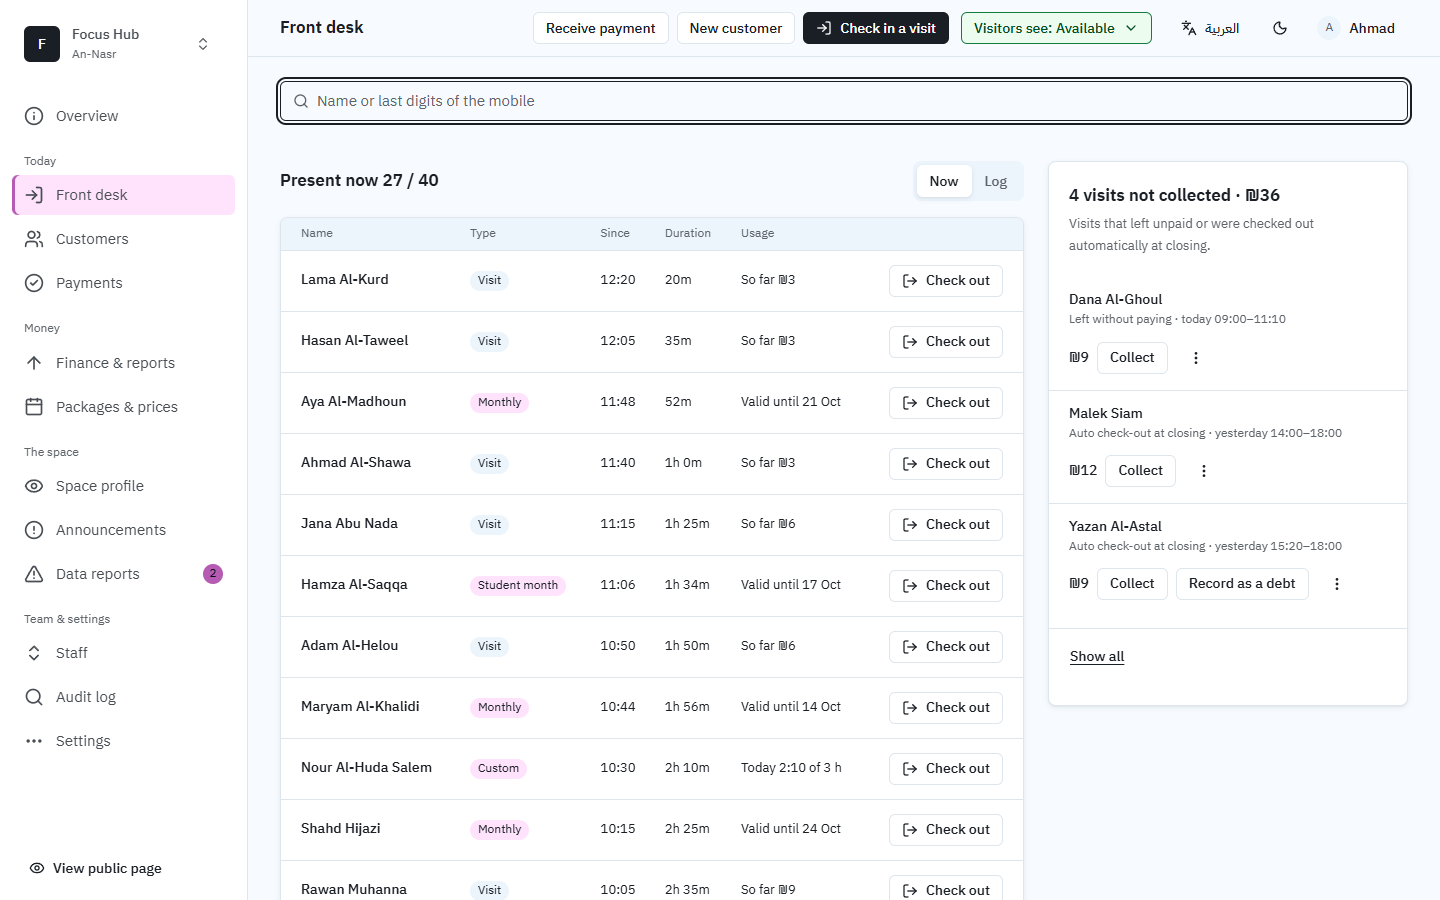 F
Focus Hub
An-Nasr
Overview
Today
Front desk
Customers
Payments
Money
Finance & reports
Packages & prices
The space
Space profile
Announcements
Data reports
2
Team & settings
Staff
Audit log
Settings
View public page
Front desk
Receive payment
New customer
Check in a visit
Visitors see: Available
العربية
A
Ahmad
Name or last digits of the mobile
Present now 27 / 40
Now
Log
Name Type Since Duration Usage
Lama Al-Kurd Visit 12:20 20m So far ₪3 Check out
Hasan Al-Taweel Visit 12:05 35m So far ₪3 Check out
Aya Al-Madhoun Monthly 11:48 52m Valid until 21 Oct Check out
Ahmad Al-Shawa Visit 11:40 1h 0m So far ₪3 Check out
Jana Abu Nada Visit 11:15 1h 25m So far ₪6 Check out
Hamza Al-Saqqa Student month 11:06 1h 34m Valid until 17 Oct Check out
Adam Al-Helou Visit 10:50 1h 50m So far ₪6 Check out
Maryam Al-Khalidi Monthly 10:44 1h 56m Valid until 14 Oct Check out
Nour Al-Huda Salem Custom 10:30 2h 10m Today 2:10 of 3 h Check out
Shahd Hijazi Monthly 10:15 2h 25m Valid until 24 Oct Check out
Rawan Muhanna Visit 10:05 2h 35m So far ₪9 Check out
4 visits not collected · ₪36
Visits that left unpaid or were checked out
automatically at closing.
Dana Al-Ghoul
Left without paying · today 09:00–11:10
₪9 Collect
Malek Siam
Auto check-out at closing · yesterday 14:00–18:00
₪12 Collect
Yazan Al-Astal
Auto check-out at closing · yesterday 15:20–18:00
₪9 Collect Record as a debt
Show all